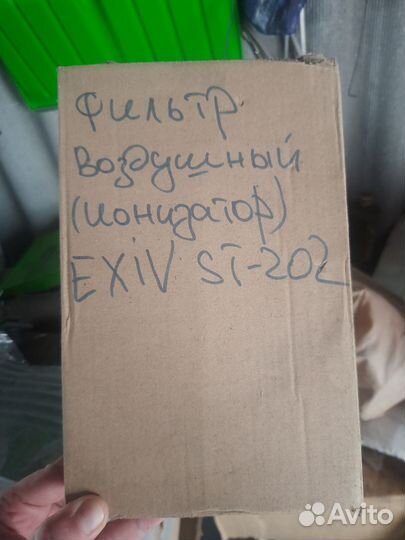 Фильтр
воздушный
(ионизатор)
EXiV ST-202
Avito